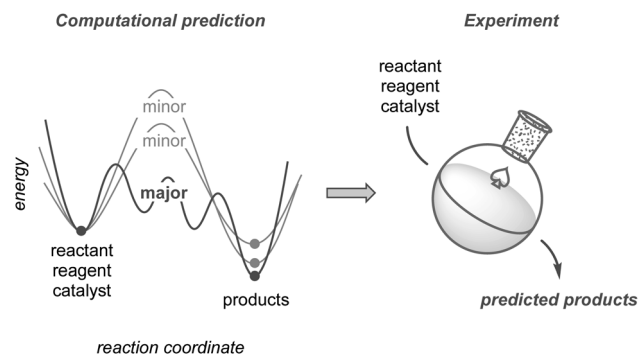 Computational prediction
energy
minor
minor
major
reactant
reagent
catalyst
products
reaction coordinate
Experiment
reactant
reagent
catalyst
predicted products